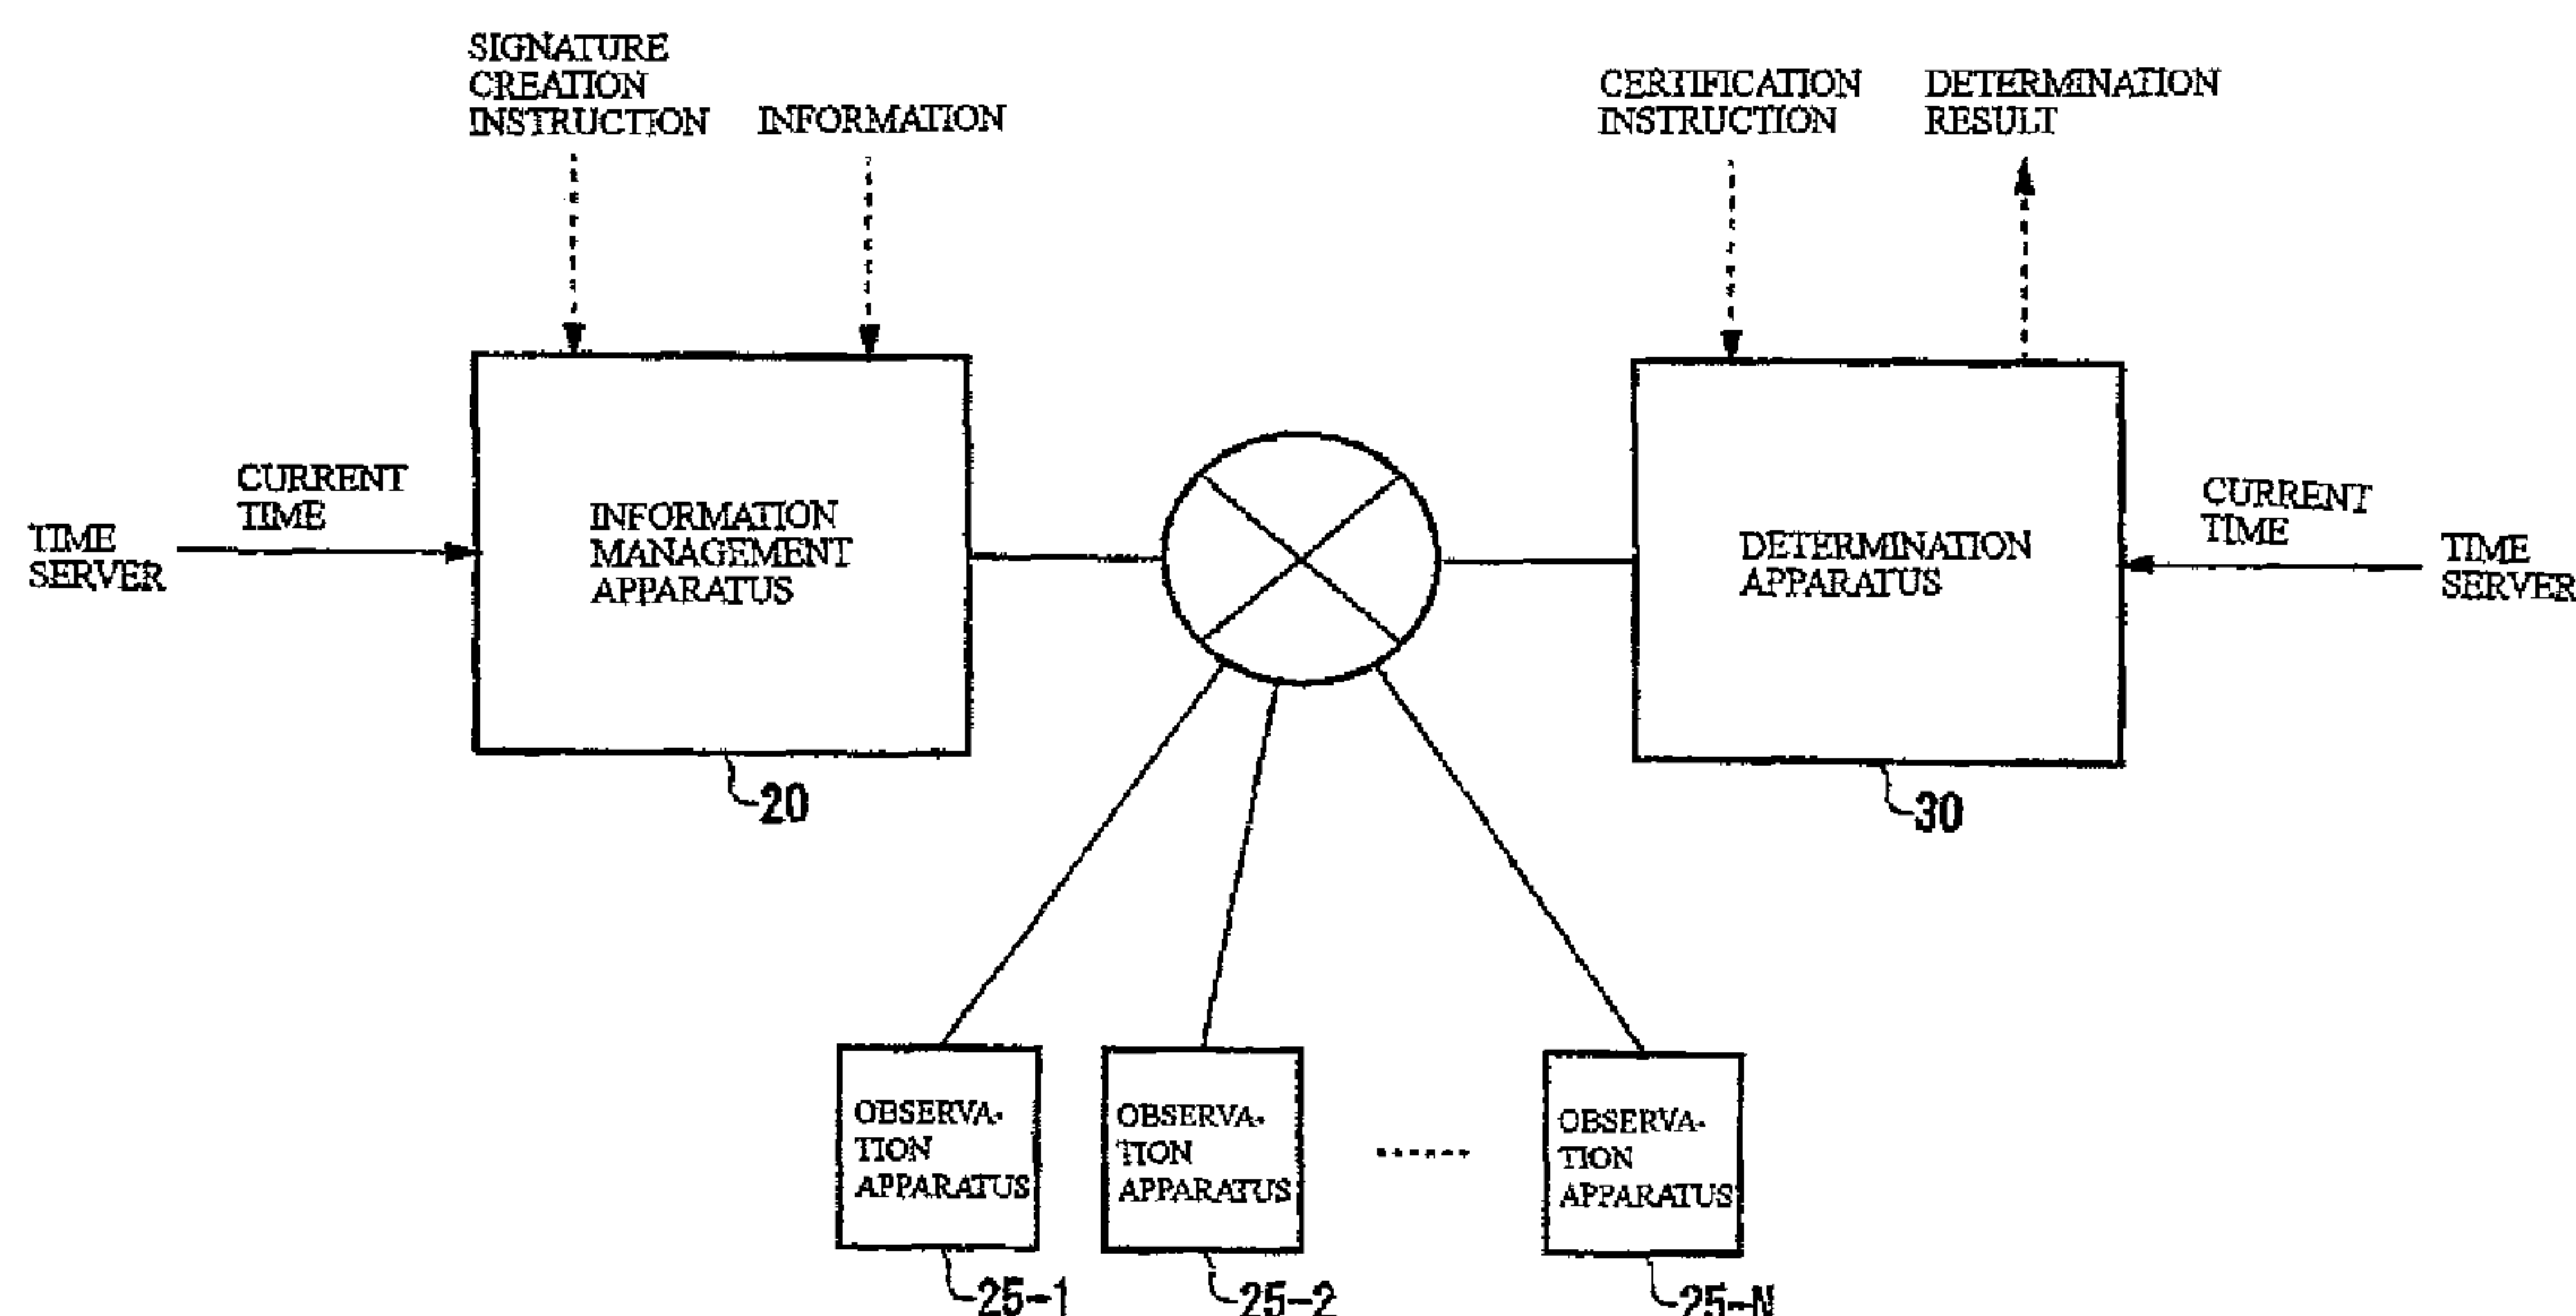 SIGNATURE
CREATION
INSTRUCTION
INFORMATION
CERTIFICATION
INSTRUCTION
DETERMINATION
RESULT
TIME
SERVER
CURRENT
TIME
INFORMATION
MANAGEMENT
APPARATUS
DETERMINATION
APPARATUS
CURRENT
TIME
TIME
SERVER
20
30
OBSERVA-
TION
APPARATUS
OBSERVA-
TION
APPARATUS
OBSERVA-
TION
APPARATUS
25-1
25-2
25-N